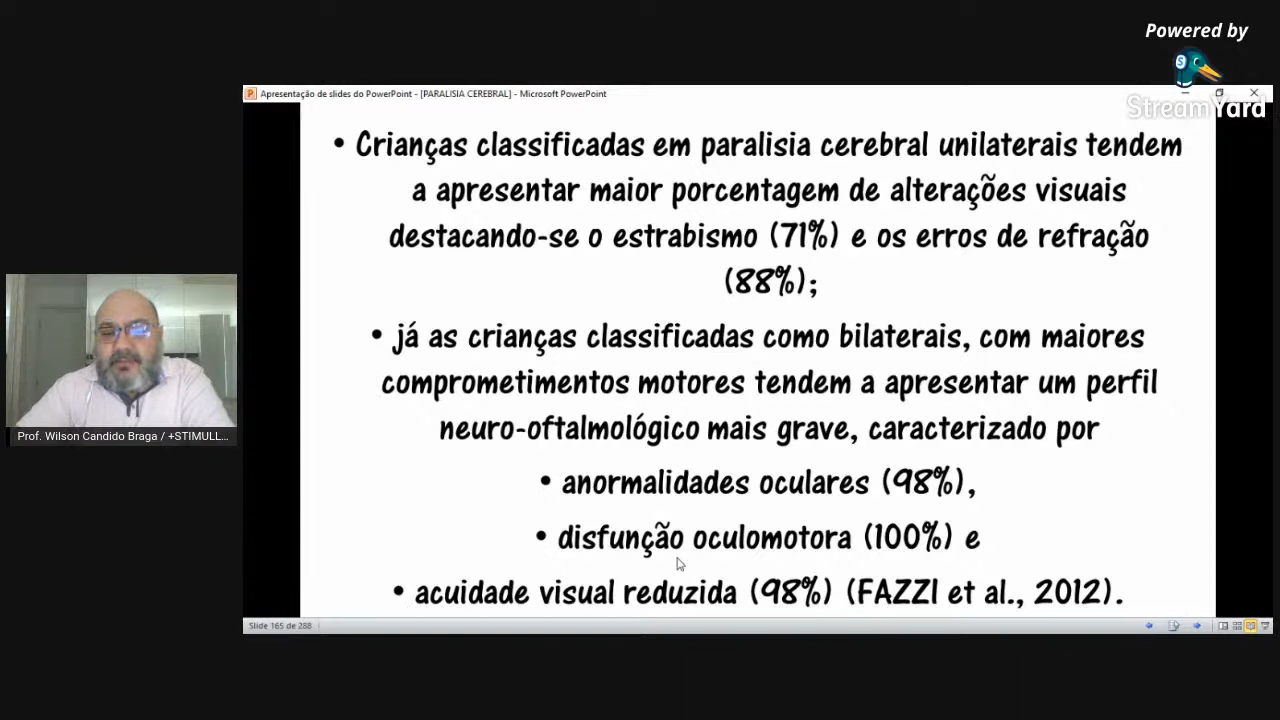 Powered by
StreamYard
Apresentação de slides do PowerPoint - [PARALISIA CEREBRAL] - Microsoft PowerPoint
• Crianças classificadas em paralisia cerebral unilaterais tendem
a apresentar maior porcentagem de alterações visuais
destacando-se o estrabismo (71%) e os erros de refração
(88%);
• já as crianças classificadas como bilaterais, com maiores
comprometimentos motores tendem a apresentar um perfil
neuro-oftalmológico mais grave, caracterizado por
• anormalidades oculares (98%),
• disfunção oculomotora (100%) e
• acuidade visual reduzida (98%) (FAZZI et al., 2012).
Prof. Wilson Candido Braga / +STIMULL...
Slide 165 de 288